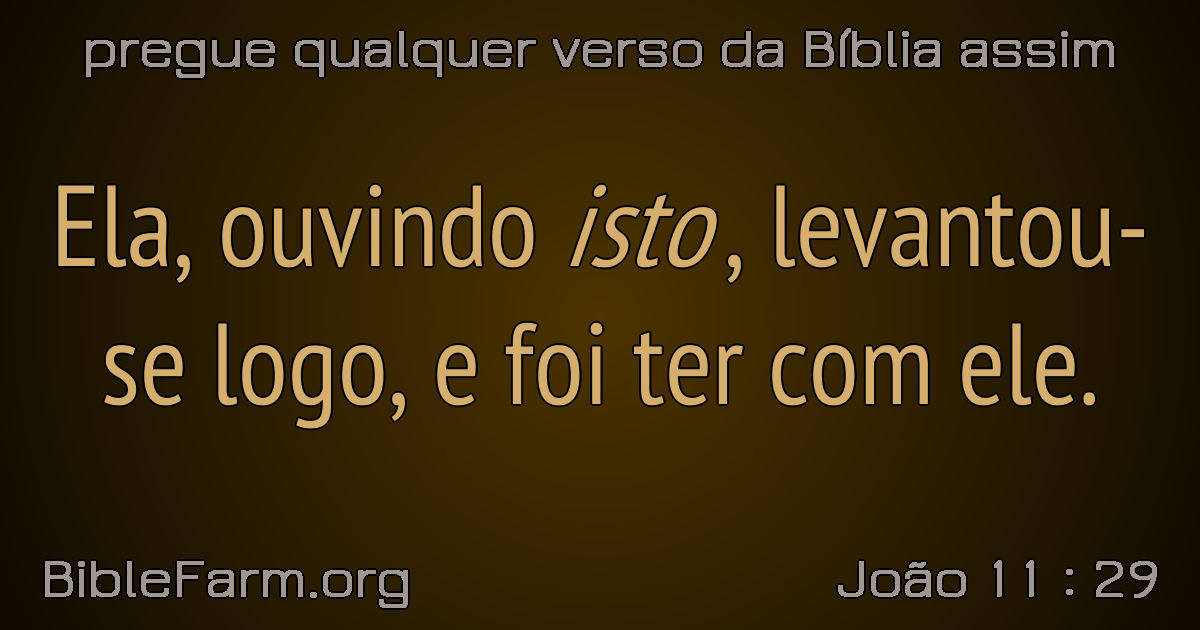 pregue qualquer verso da Bíblia assim
Ela, ouvindo isto, levantou-
se logo, e foi ter com ele.
BibleFarm.org
João 11 : 29